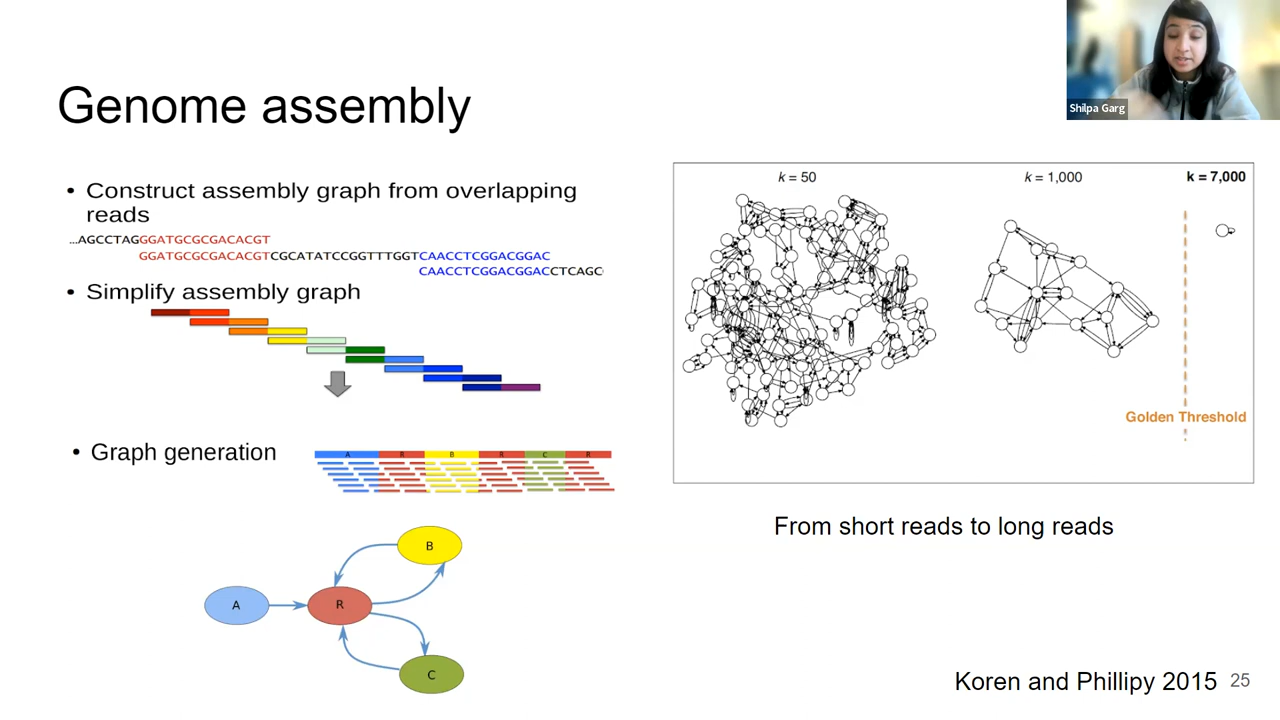 Shilpa Garg
Genome assembly
• Construct assembly graph from overlapping
reads
...AGCCTAGGGATGCGCGACACGT
GGATGCGCGACACGTCGCATATCCGGTTTGGTCAACCTCGGACGGAC
CAACCTCGGACGGACCTCAGC
• Simplify assembly graph
• Graph generation
A R B R C R
A
R
B
C
k = 50
k = 1,000
k = 7,000
Golden Threshold
From short reads to long reads
Koren and Phillipy 2015
25